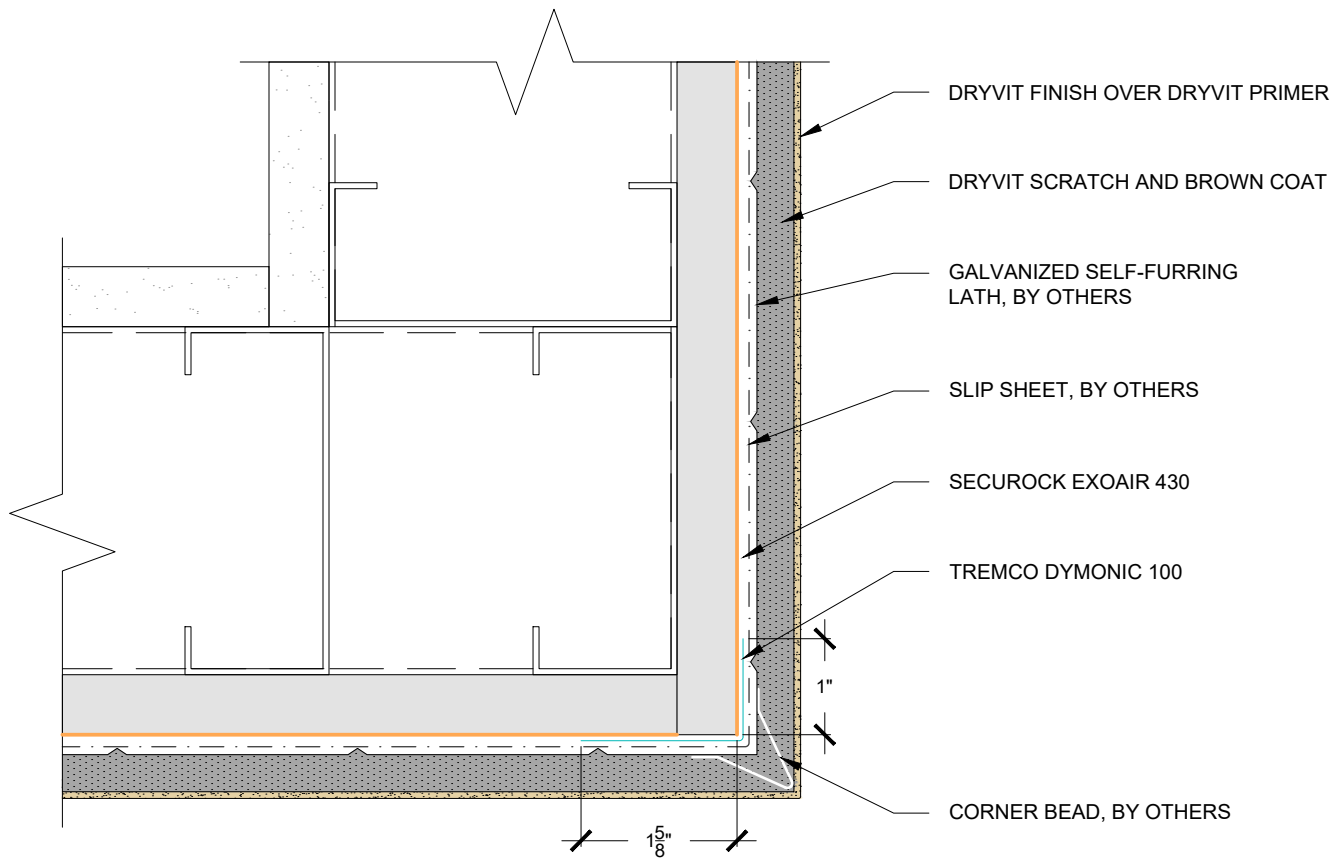 DRYVIT FINISH OVER DRYVIT PRIMER
DRYVIT SCRATCH AND BROWN COAT
GALVANIZED SELF-FURRING
LATH, BY OTHERS
SLIP SHEET, BY OTHERS
SECUROCK EXOAIR 430
TREMCO DYMONIC 100
1"
CORNER BEAD, BY OTHERS
1 5/8"